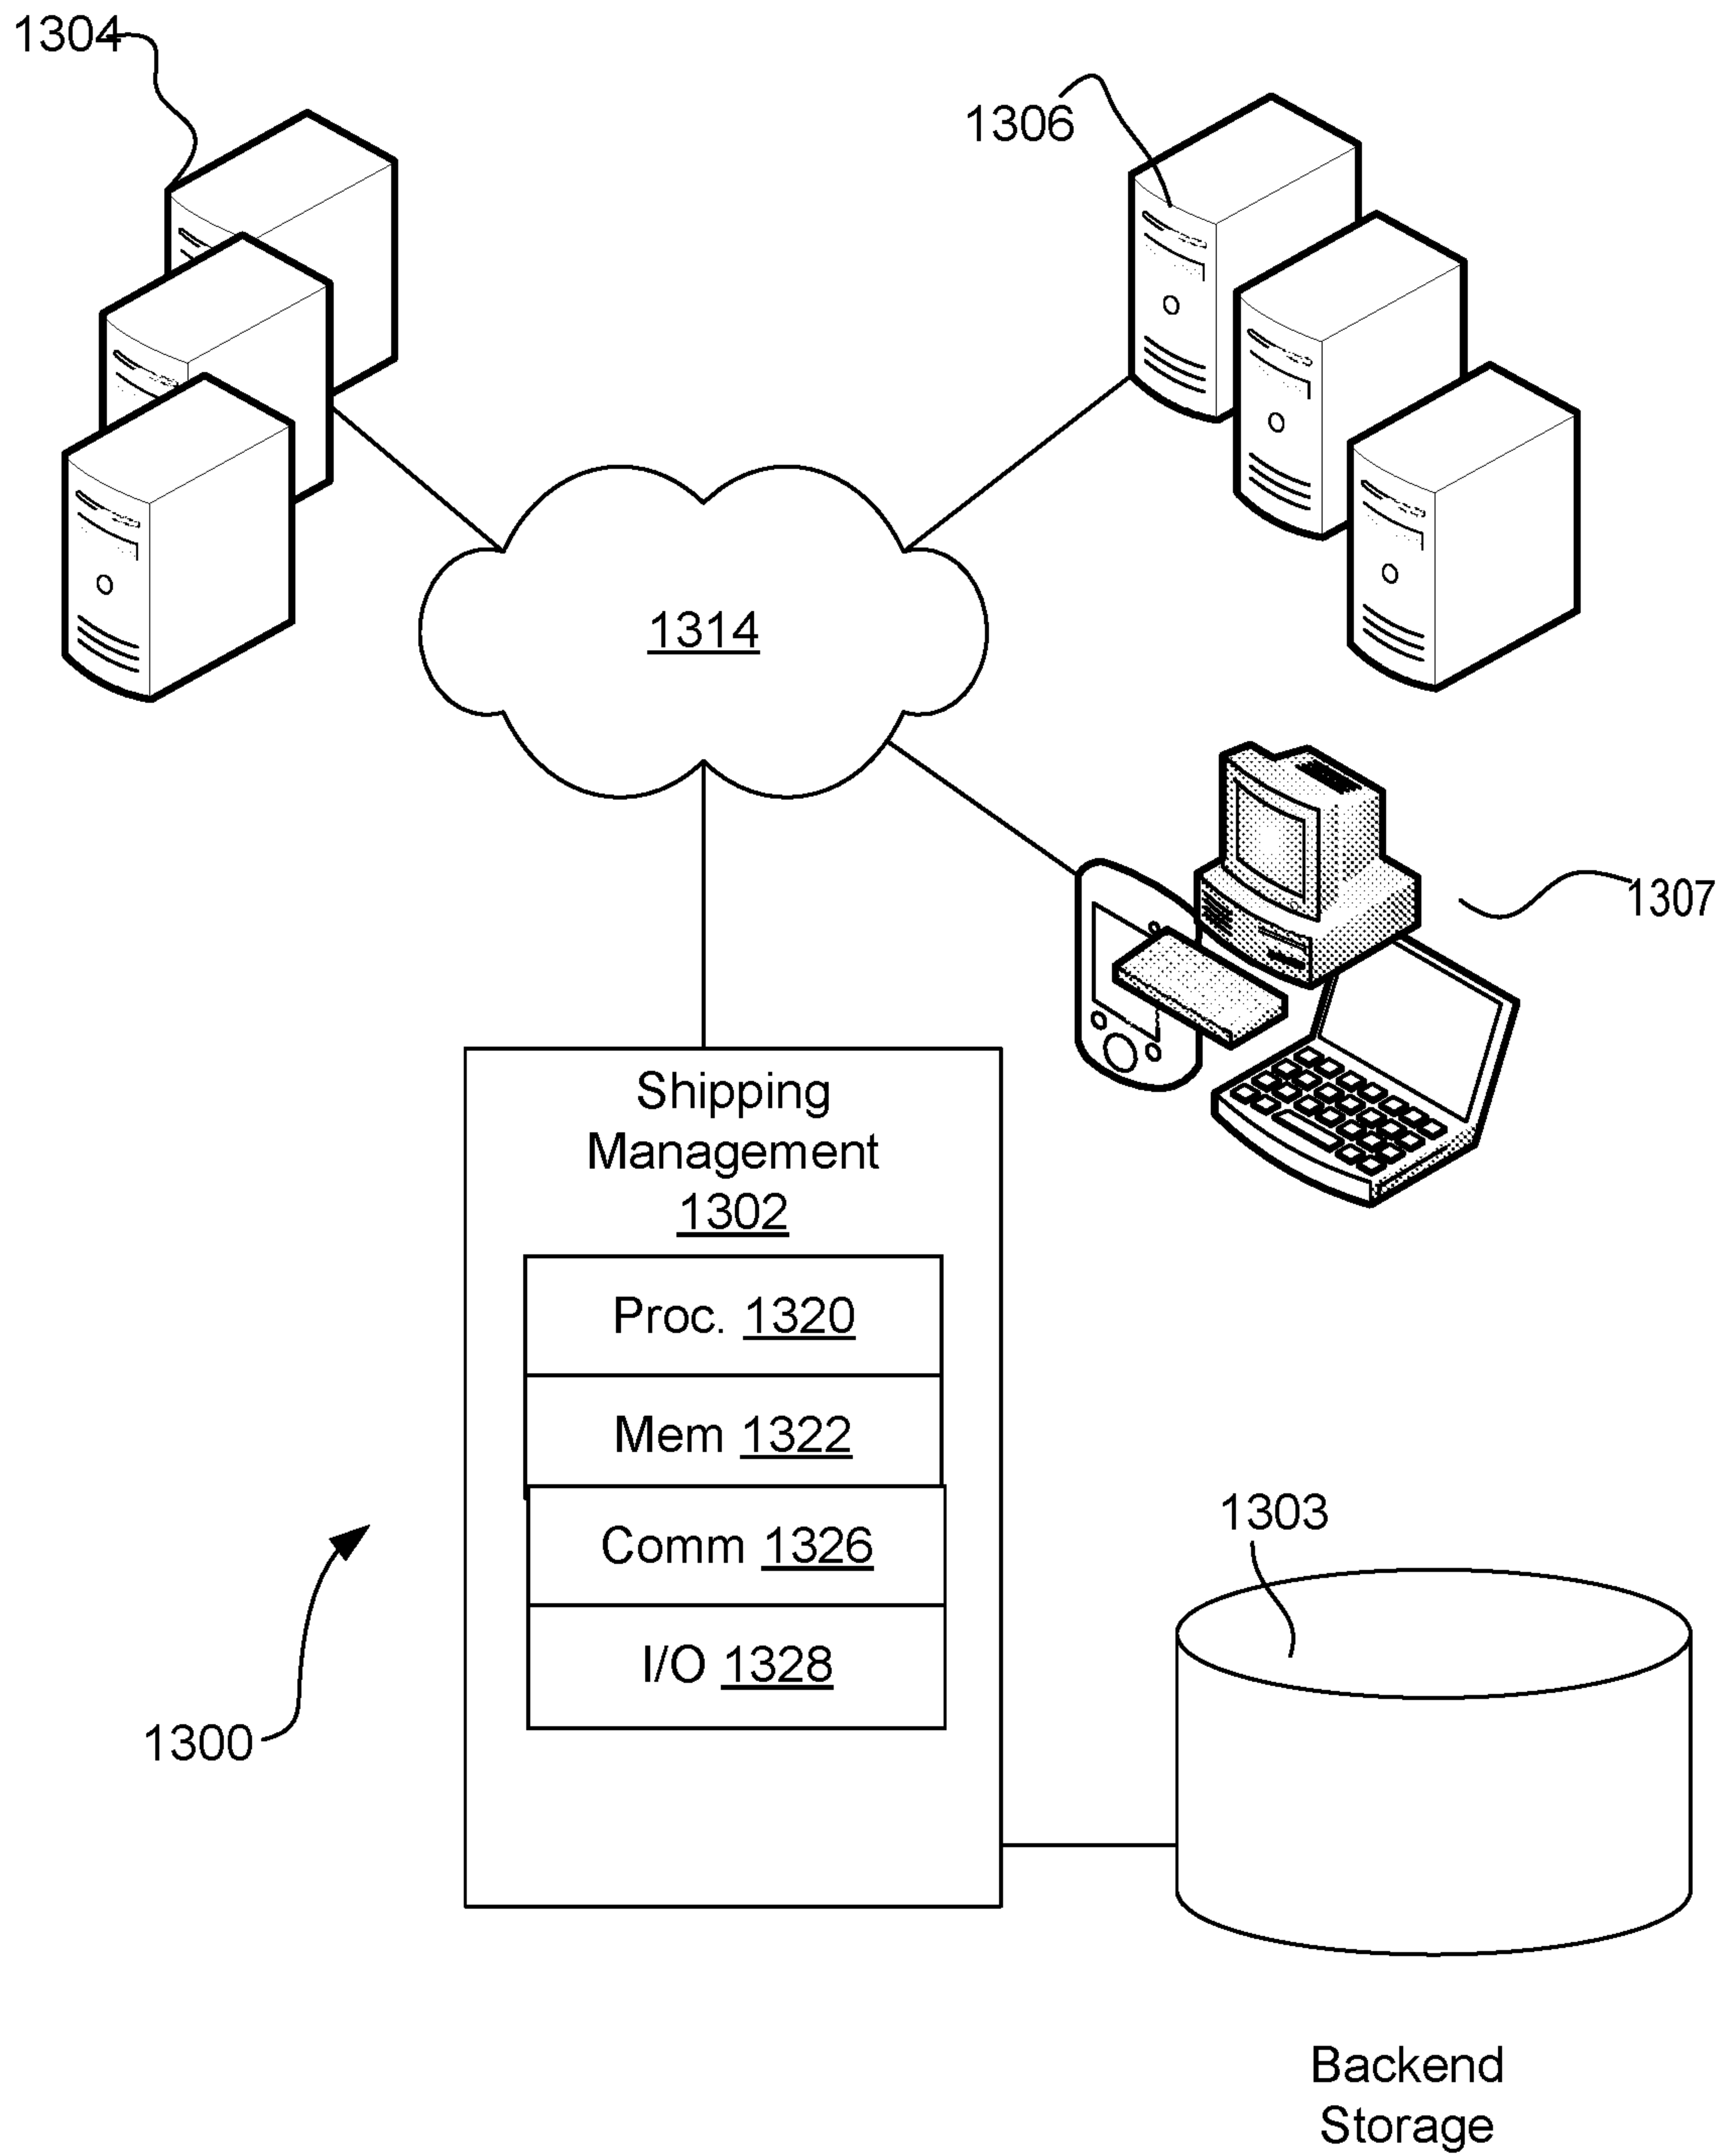 1304
1306
1314
1307
Shipping
Management
1302
Proc. 1320
Mem 1322
Comm 1326
I/O 1328
1300
1303
Backend
Storage